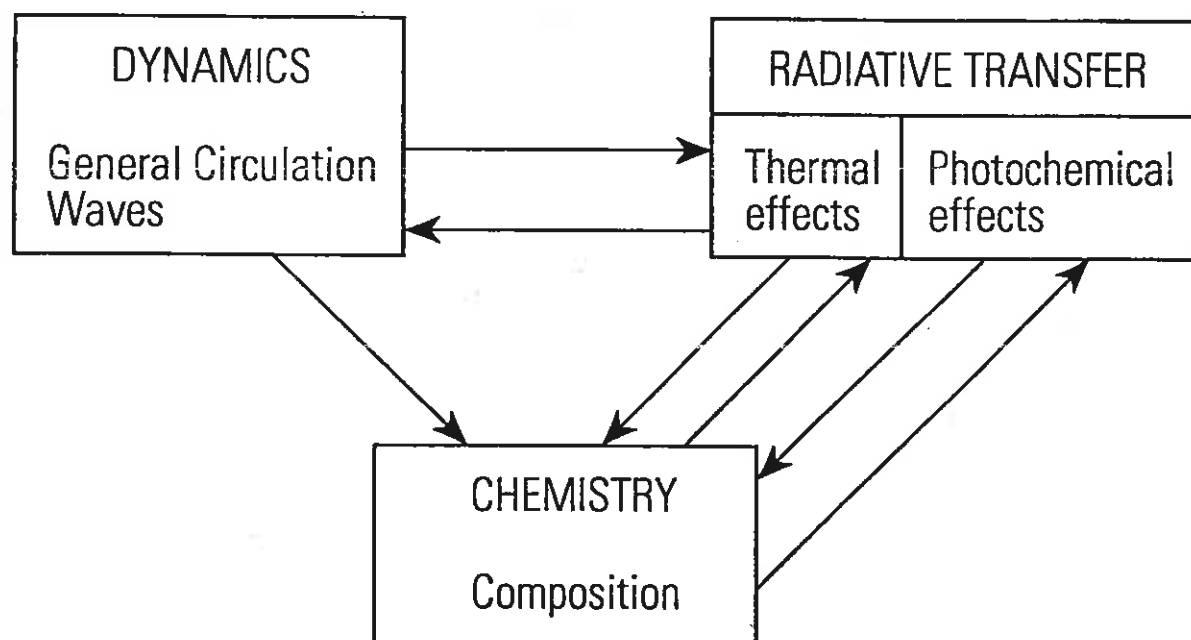 DYNAMICS
General Circulation
Waves
RADIATIVE TRANSFER
Thermal
effects
Photochemical
effects
CHEMISTRY
Composition